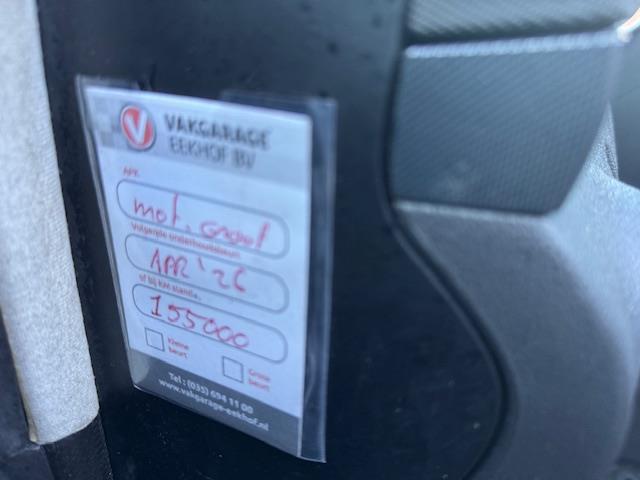 V
VAKGARAGE
EEKHOF BV
APK
mot. Groot
Volgende onderhoudsbeurt
APR '26
of bij KM stand
155000
Kleine
beurt
Grote
beurt
Tel : (035) 694 11 00
www.vakgarage-eekhof.nl